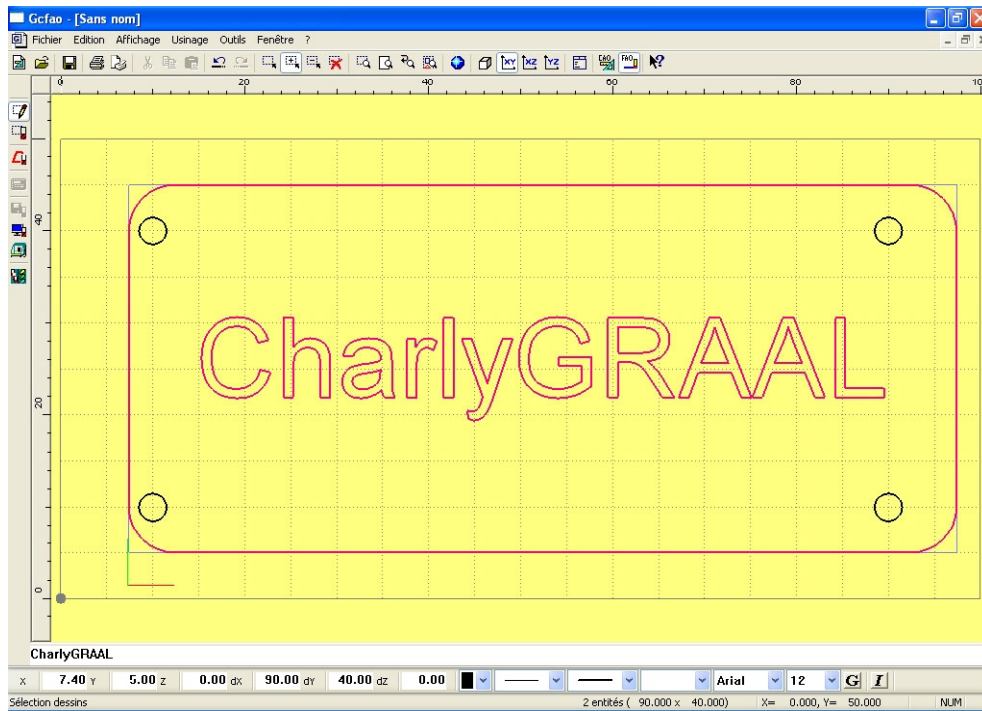 Gcfao - [Sans nom]
Fichier Edition Affichage Usinage Outils Fenêtre ?
0 20 40 60 80 10
40
20
0
CharlyGRAAL
CharlyGRAAL
X 7.40 Y 5.00 Z 0.00 dX 90.00 dY 40.00 dZ 0.00 Arial 12 G I
Sélection dessins 2 entités ( 90.000 x 40.000) X= 0.000, Y= 50.000 NUM